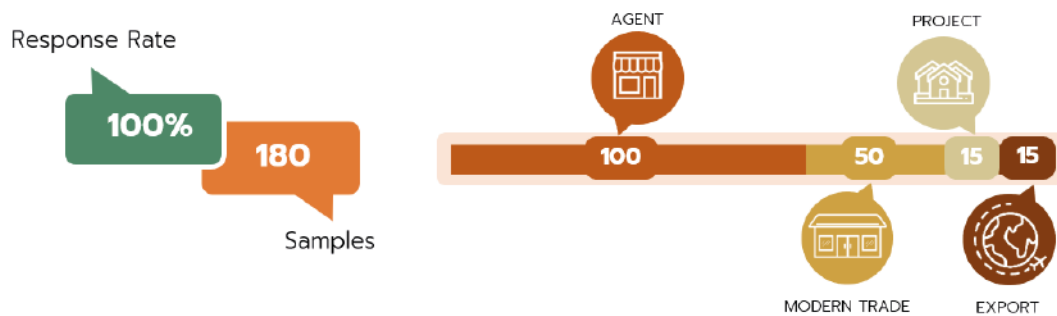 Response Rate
100%
180
Samples
AGENT
PROJECT
100
50
15
15
MODERN TRADE
EXPORT